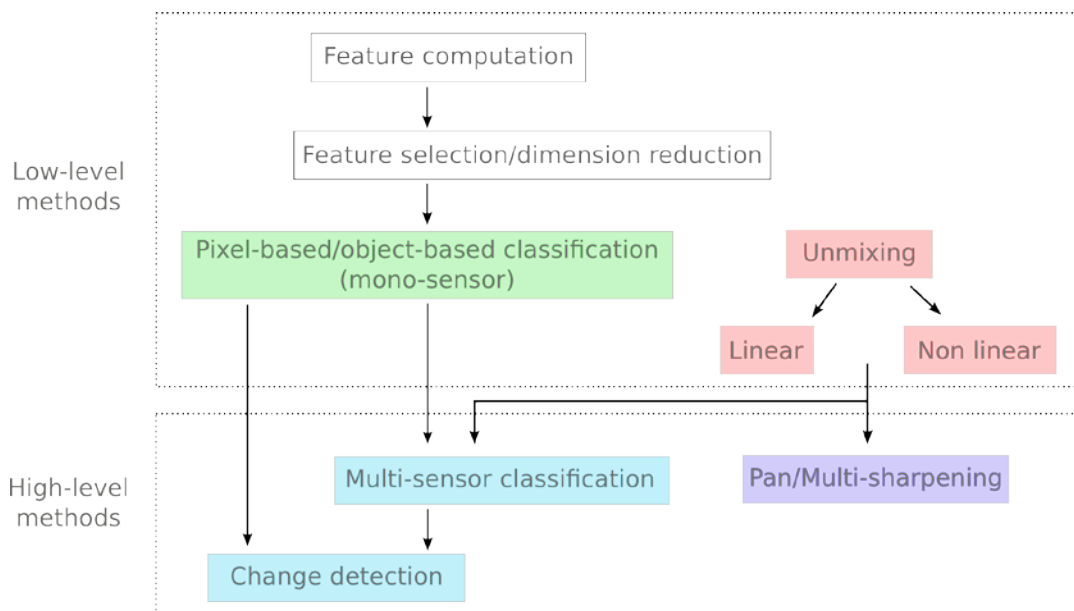 Feature computation
Feature selection/dimension reduction
Low-level
methods
Pixel-based/object-based classification
(mono-sensor)
Unmixing
Linear
Non linear
High-level
methods
Multi-sensor classification
Pan/Multi-sharpening
Change detection